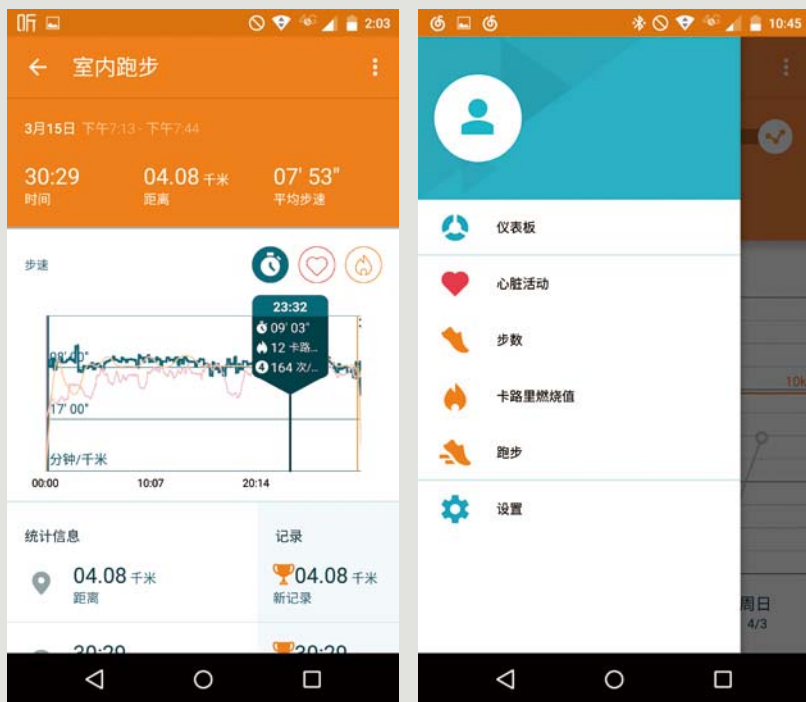 2:03
室内跑步
3月15日 下午7:13 - 下午7:44
30:29
时间
04.08 千米
距离
07' 53"
平均步速
步速
23:32
09' 03"
12 卡路...
4 164 次/...
17' 00"
分钟/千米
00:00 10:07 20:14
统计信息
记录
04.08 千米
距离
04.08 千米
新记录
30:29
30:29
10:45
仪表板
心脏活动
步数
卡路里燃烧值
跑步
设置
10k
周日
4/3